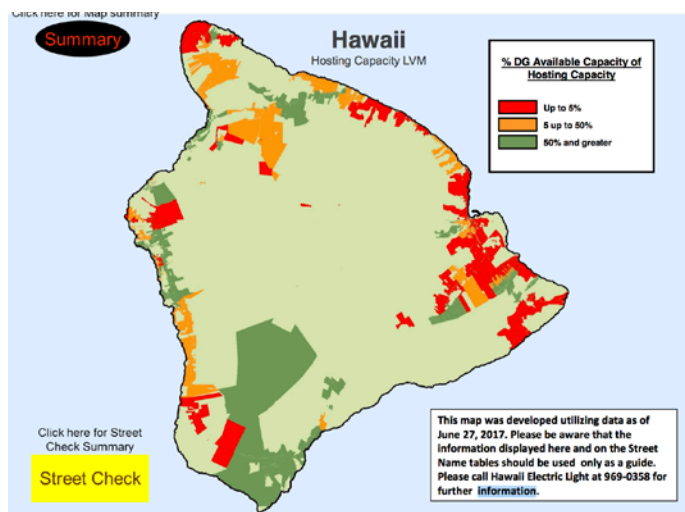 Click here for Map summary
Summary
Hawaii
Hosting Capacity LVM
% DG Available Capacity of
Hosting Capacity
Up to 5%
5 up to 50%
50% and greater
Click here for Street
Check Summary
Street Check
This map was developed utilizing data as of
June 27, 2017. Please be aware that the
information displayed here and on the Street
Name tables should be used only as a guide.
Please call Hawaii Electric Light at 969-0358 for
further information.